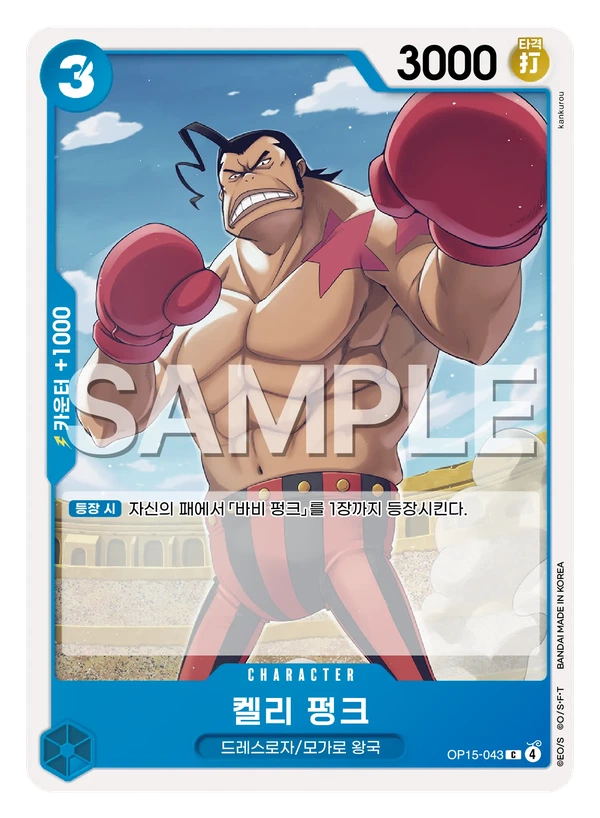 3
3000
타격
打
kankurou
카운터 +1000
SAMPLE
등장 시 자신의 패에서 「바비 펑크」를 1장까지 등장시킨다.
BANDAI MADE IN KOREA
©EO/S ©O/S·F·T
CHARACTER
켈리 펑크
드레스로자/모가로 왕국
OP15-043 C 4